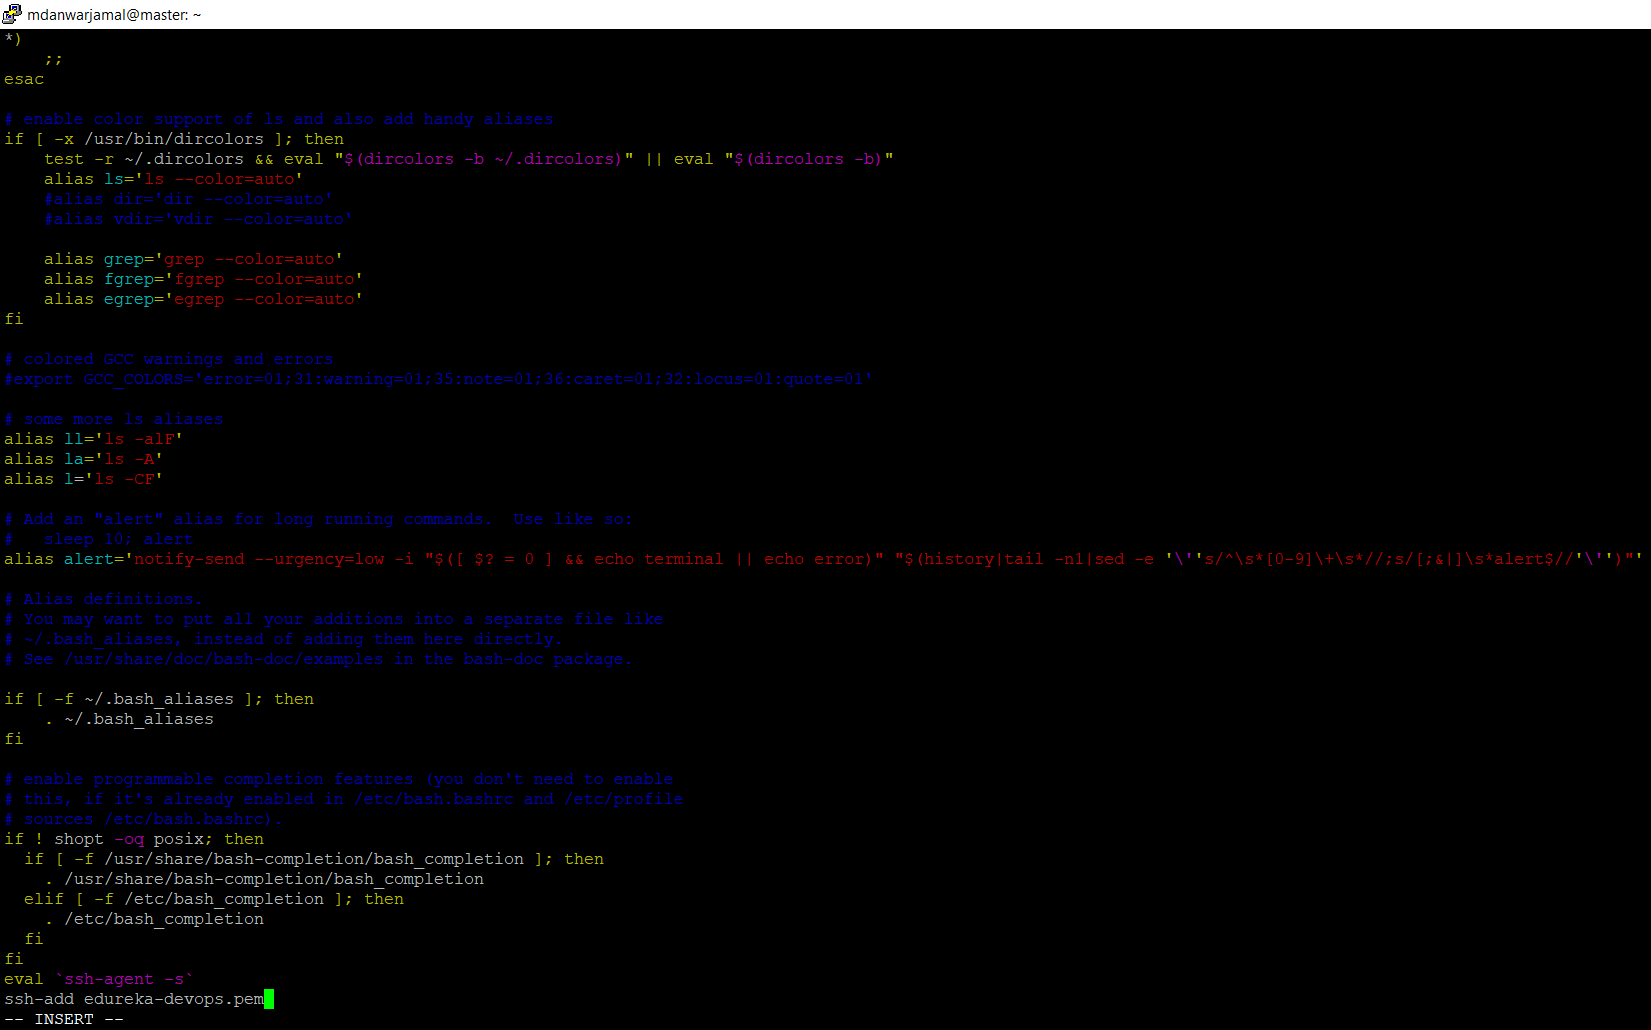 mdanwarjamal@master: ~
*)
    ;;
esac

# enable color support of ls and also add handy aliases
if [ -x /usr/bin/dircolors ]; then
    test -r ~/.dircolors && eval "$(dircolors -b ~/.dircolors)" || eval "$(dircolors -b)"
    alias ls='ls --color=auto'
    #alias dir='dir --color=auto'
    #alias vdir='vdir --color=auto'

    alias grep='grep --color=auto'
    alias fgrep='fgrep --color=auto'
    alias egrep='egrep --color=auto'
fi

# colored GCC warnings and errors
#export GCC_COLORS='error=01;31:warning=01;35:note=01;36:caret=01;32:locus=01:quote=01'

# some more ls aliases
alias ll='ls -alF'
alias la='ls -A'
alias l='ls -CF'

# Add an "alert" alias for long running commands.  Use like so:
#   sleep 10; alert
alias alert='notify-send --urgency=low -i "$([ $? = 0 ] && echo terminal || echo error)" "$(history|tail -n1|sed -e '\''s/^\s*[0-9]\+\s*//;s/[;&|]\s*alert$//'\'')"'

# Alias definitions.
# You may want to put all your additions into a separate file like
# ~/.bash_aliases, instead of adding them here directly.
# See /usr/share/doc/bash-doc/examples in the bash-doc package.

if [ -f ~/.bash_aliases ]; then
    . ~/.bash_aliases
fi

# enable programmable completion features (you don't need to enable
# this, if it's already enabled in /etc/bash.bashrc and /etc/profile
# sources /etc/bash.bashrc).
if ! shopt -oq posix; then
  if [ -f /usr/share/bash-completion/bash_completion ]; then
    . /usr/share/bash-completion/bash_completion
  elif [ -f /etc/bash_completion ]; then
    . /etc/bash_completion
  fi
fi
eval `ssh-agent -s`
ssh-add edureka-devops.pem
-- INSERT --